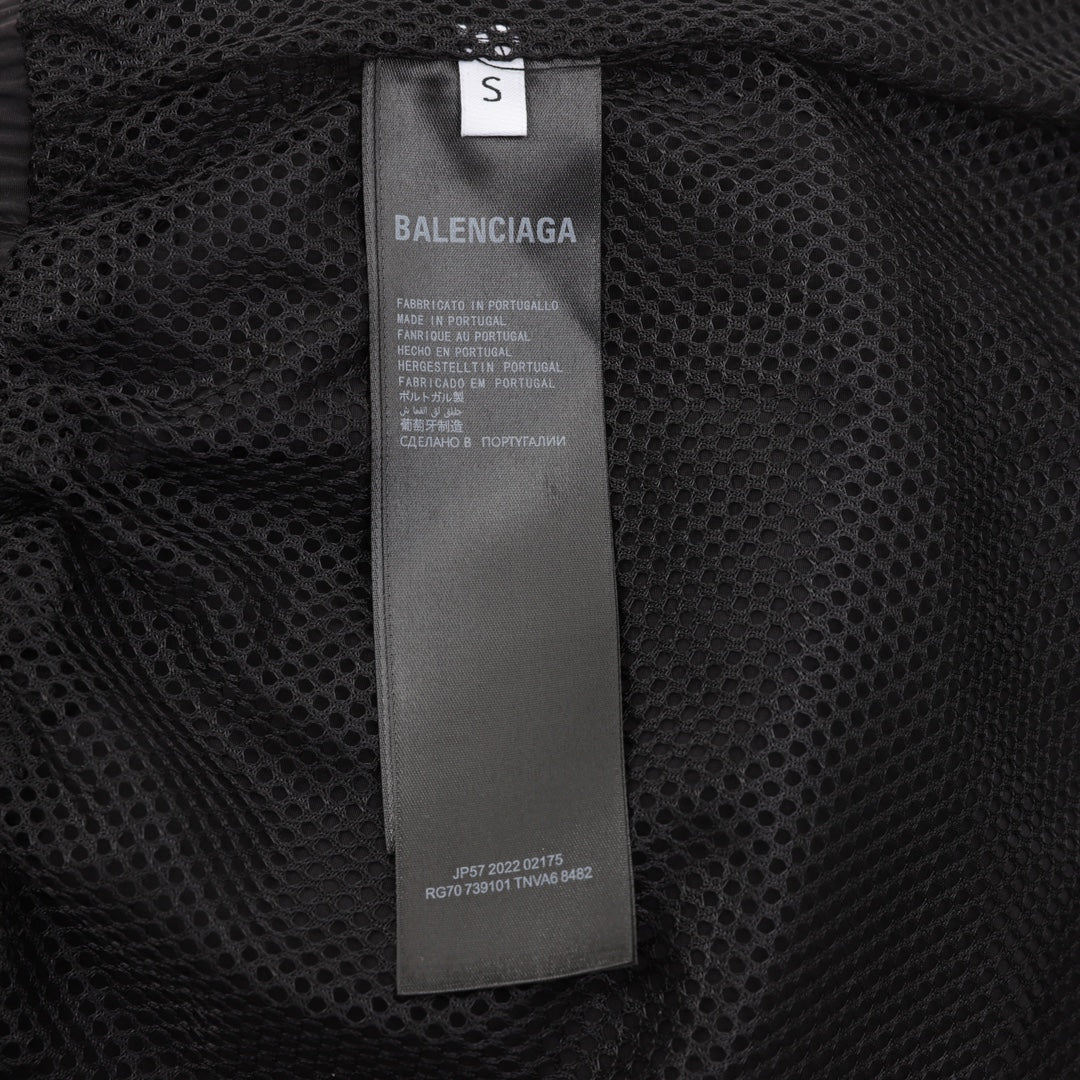 S
BALENCIAGA
FABBRICATO IN PORTUGALLO
MADE IN PORTUGAL
FANRIQUE AU PORTUGAL
HECHO EN PORTUGAL
HERGESTELLTIN PORTUGAL
FABRICADO EM PORTUGAL
ポルトガル製
葡萄牙制造
СДЕЛАНО В ПОРТУГАЛИИ
JP57 2022 02175
RG70 739101 TNVA6 8482